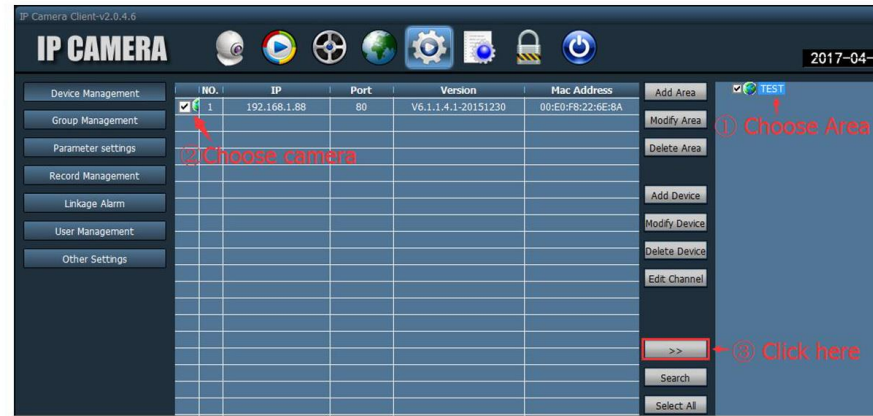 IP Camera Client-v2.0.4.6
IP CAMERA
2017-04-
Device Management
Group Management
Parameter settings
Record Management
Linkage Alarm
User Management
Other Settings
NO. IP Port Version Mac Address
1 192.168.1.88 80 V6.1.1.4.1-20151230 00:E0:F8:22:6E:8A
② Choose camera
Add Area
Modify Area
Delete Area
Add Device
Modify Device
Delete Device
Edit Channel
>>
Search
Select All
TEST
① Choose Area
③ Click here